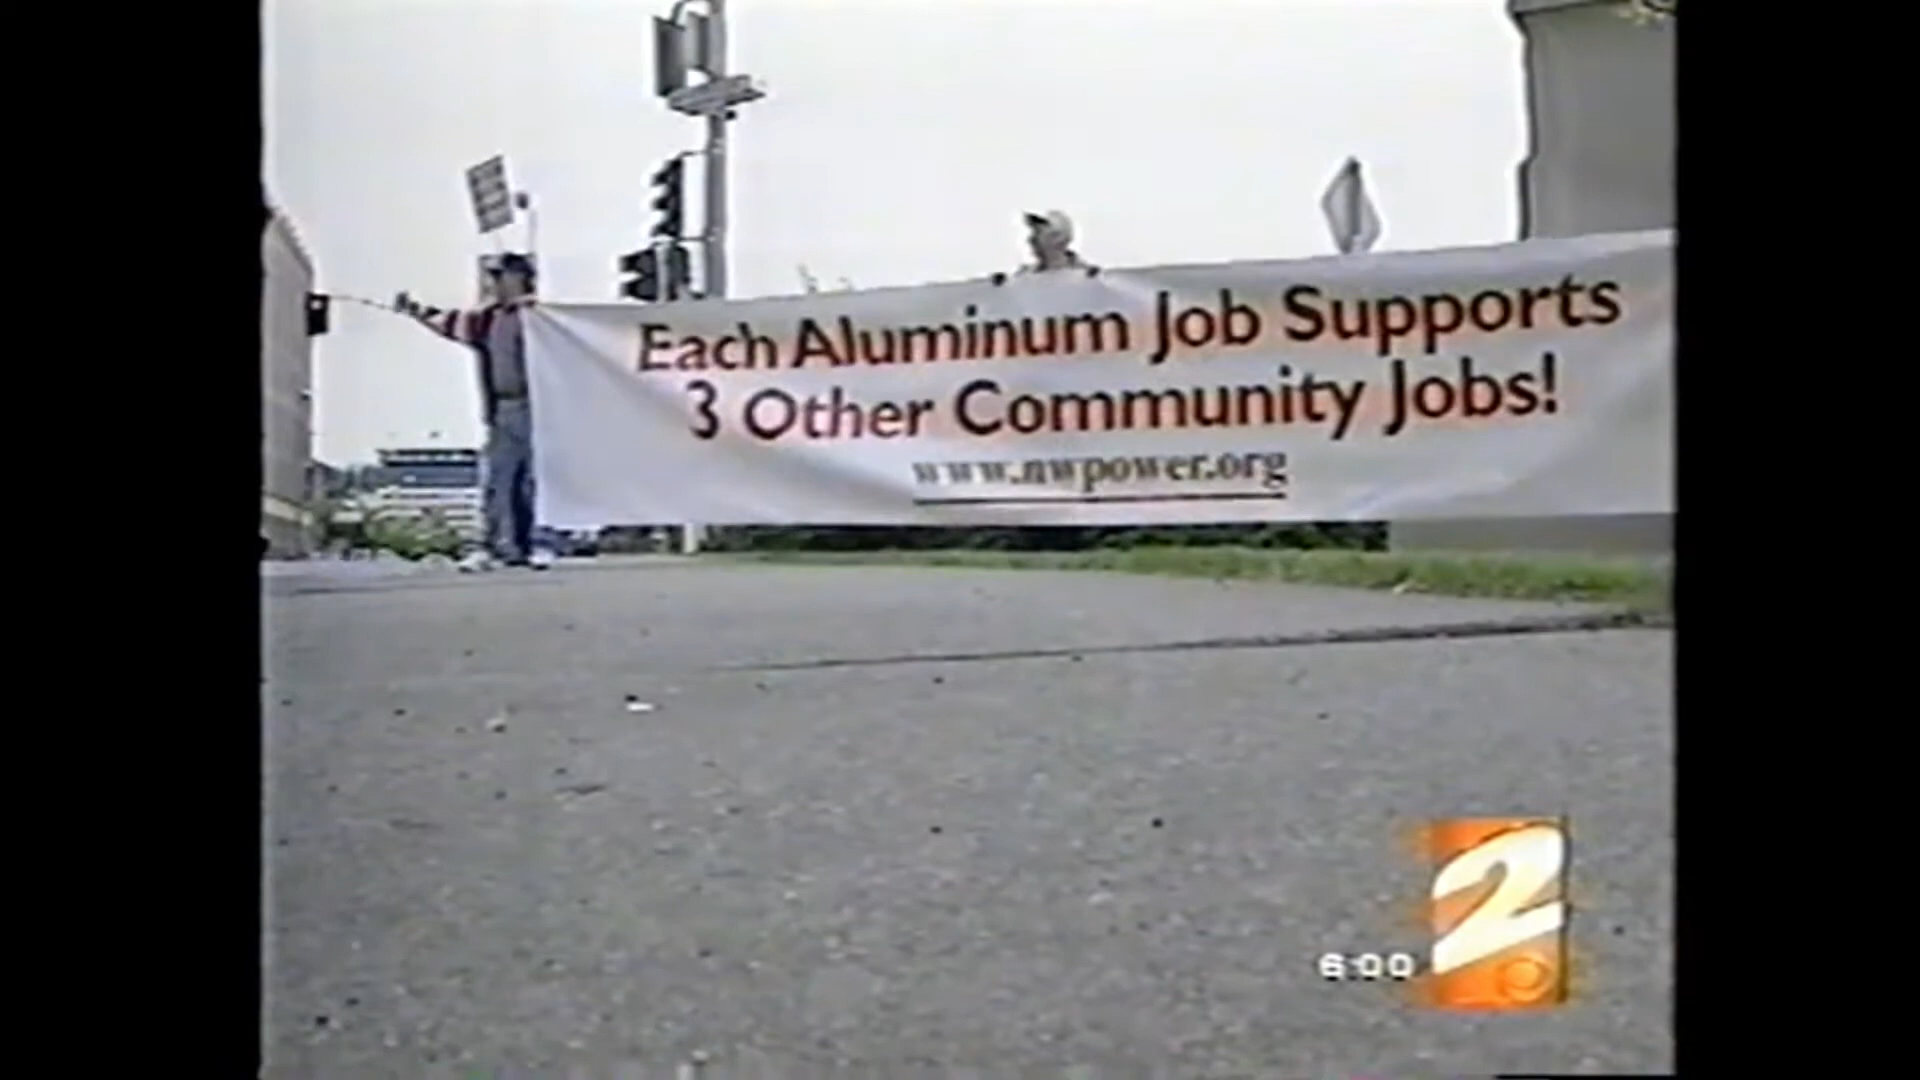 Each Aluminum Job Supports
3 Other Community Jobs!
www.nwpower.org
2
6:00